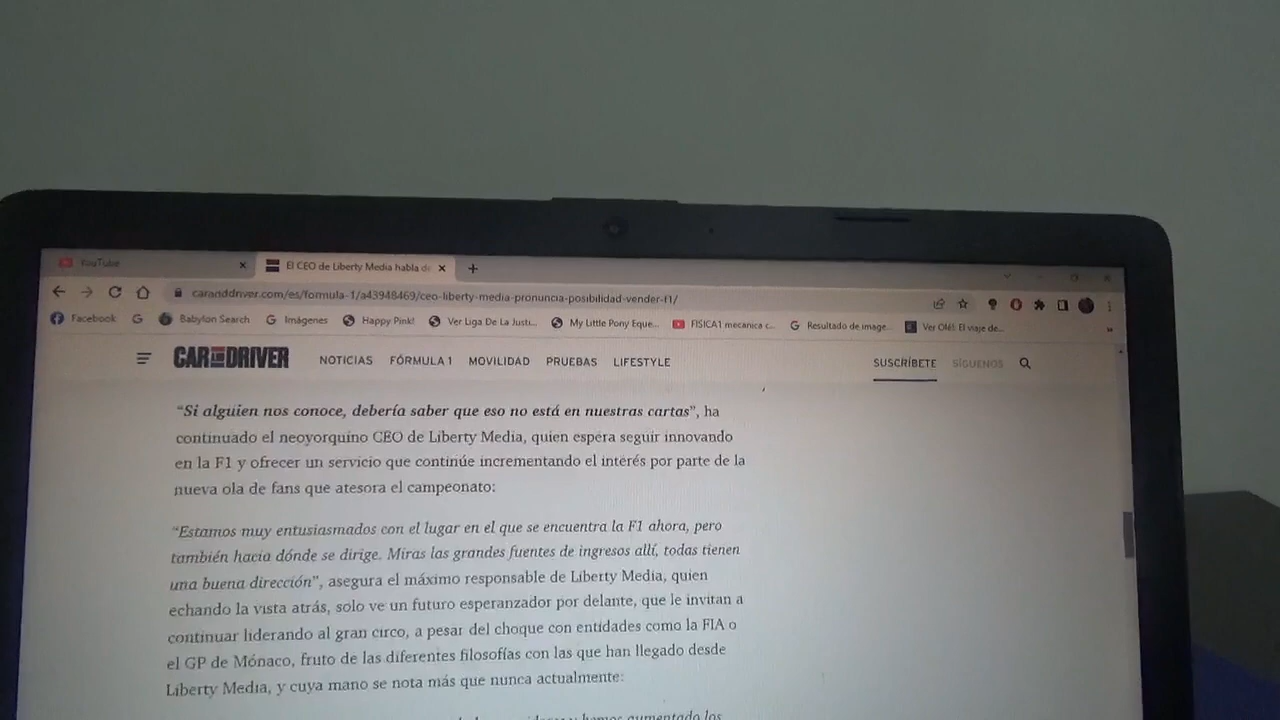 YouTube
El CEO de Liberty Media habla de
caranddriver.com/es/formula-1/a43948469/ceo-liberty-media-pronuncia-posibilidad-vender-f1/
Facebook
Babylon Search
Imágenes
Happy Pink!
Ver Liga De La Justi...
My Little Pony Eque...
FISICA1 mecanica c...
Resultado de image...
Ver Olé! El viaje de...
CAR AND DRIVER
NOTICIAS
FÓRMULA 1
MOVILIDAD
PRUEBAS
LIFESTYLE
SUSCRÍBETE
SÍGUENOS
“Si alguien nos conoce, debería saber que eso no está en nuestras cartas”, ha
continuado el neoyorquino CEO de Liberty Media, quien espera seguir innovando
en la F1 y ofrecer un servicio que continúe incrementando el interés por parte de la
nueva ola de fans que atesora el campeonato:
“Estamos muy entusiasmados con el lugar en el que se encuentra la F1 ahora, pero
también hacia dónde se dirige. Miras las grandes fuentes de ingresos allí, todas tienen
una buena dirección”, asegura el máximo responsable de Liberty Media, quien
echando la vista atrás, solo ve un futuro esperanzador por delante, que le invitan a
continuar liderando al gran circo, a pesar del choque con entidades como la FIA o
el GP de Mónaco, fruto de las diferentes filosofías con las que han llegado desde
Liberty Media, y cuya mano se nota más que nunca actualmente:
hemos aumentado los